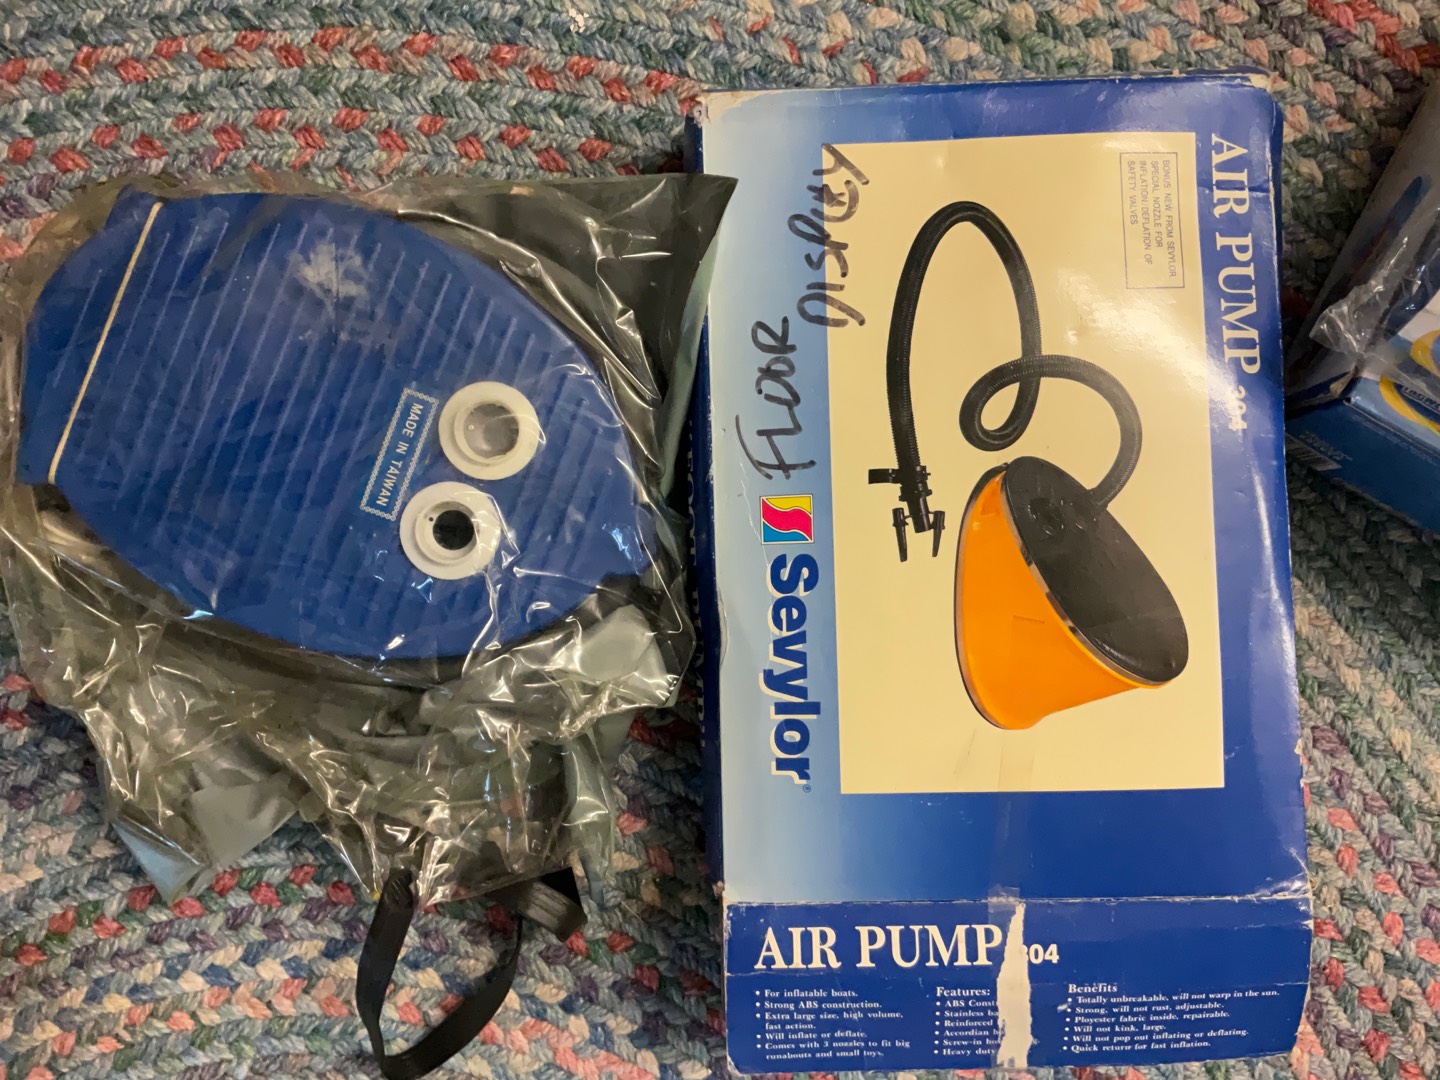 MADE IN TAIWAN
FLOOR
DISPLAY
Sevylor®
BONUS: NEW FROM SEVYLOR
SPECIAL NOZZLE FOR
INFLATION/DEFLATION OF
SAFETY VALVES
AIR PUMP 304
AIR PUMP 304
• For inflatable boats.
• Strong ABS construction.
• Extra large size, high volume,
fast action.
• Will inflate or deflate.
• Comes with 3 nozzles to fit big
runabouts and small toys.
Features:
• ABS Const
• Stainless ba
• Reinforced
• Accordian
• Screw-in
• Heavy duty
Benefits
• Totally unbreakable, will not warp in the sun.
• Strong, will not rust, adjustable.
• Ployester fabric inside, repairable.
• Will not kink, large.
• Will not pop out inflating or deflating.
• Quick return for fast inflation.